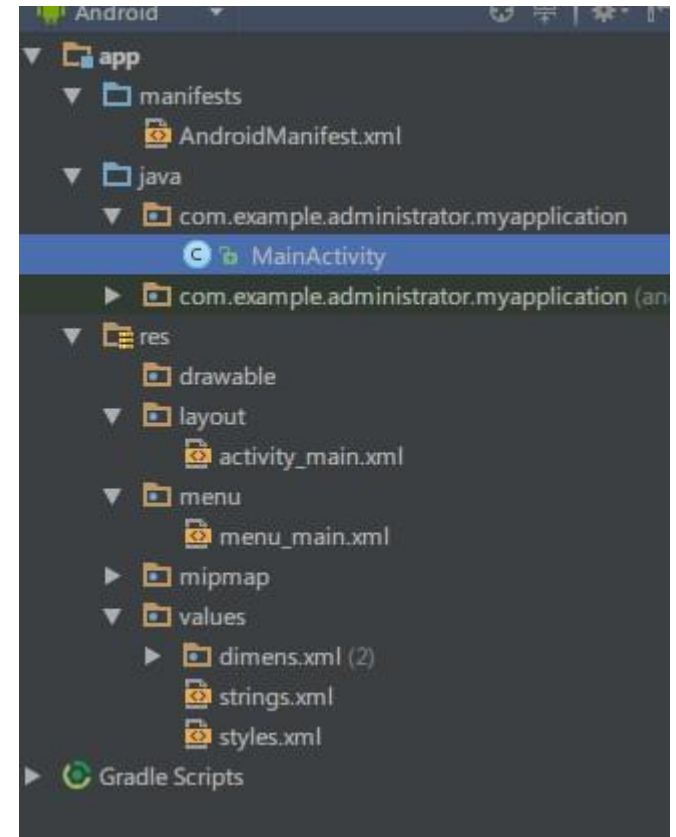 Android
app
manifests
AndroidManifest.xml
java
com.example.administrator.myapplication
C MainActivity
com.example.administrator.myapplication (an
res
drawable
layout
activity_main.xml
menu
menu_main.xml
mipmap
values
dimens.xml (2)
strings.xml
styles.xml
Gradle Scripts